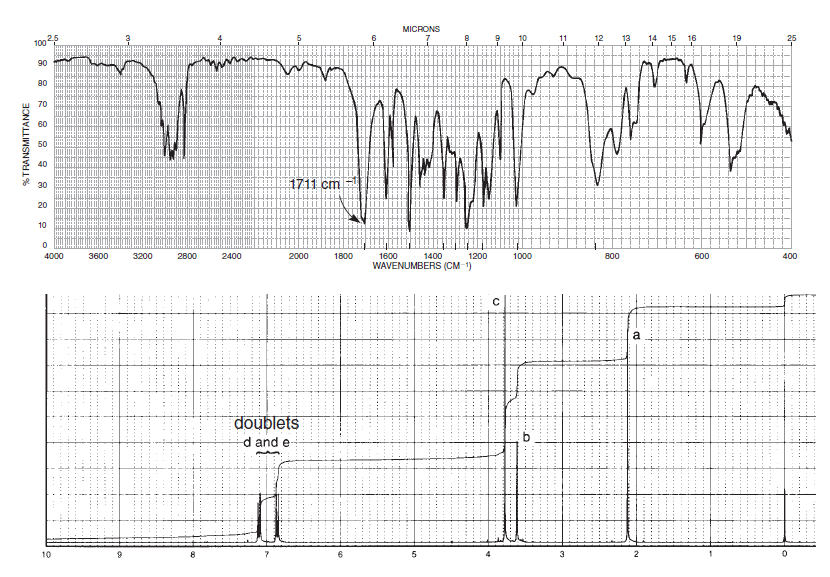 MICRONS
2.5 3 4 5 6 7 8 9 10 11 12 13 14 15 16 19 25
100
90
80
70
60
50
40
30
20
10
0
% TRANSMITTANCE
1711 cm ⁻¹
4000 3600 3200 2800 2400 2000 1800 1600 1400 1200 1000 800 600 400
WAVENUMBERS (CM⁻¹)
c
a
b
doublets
d and e
10 9 8 7 6 5 4 3 2 1 0